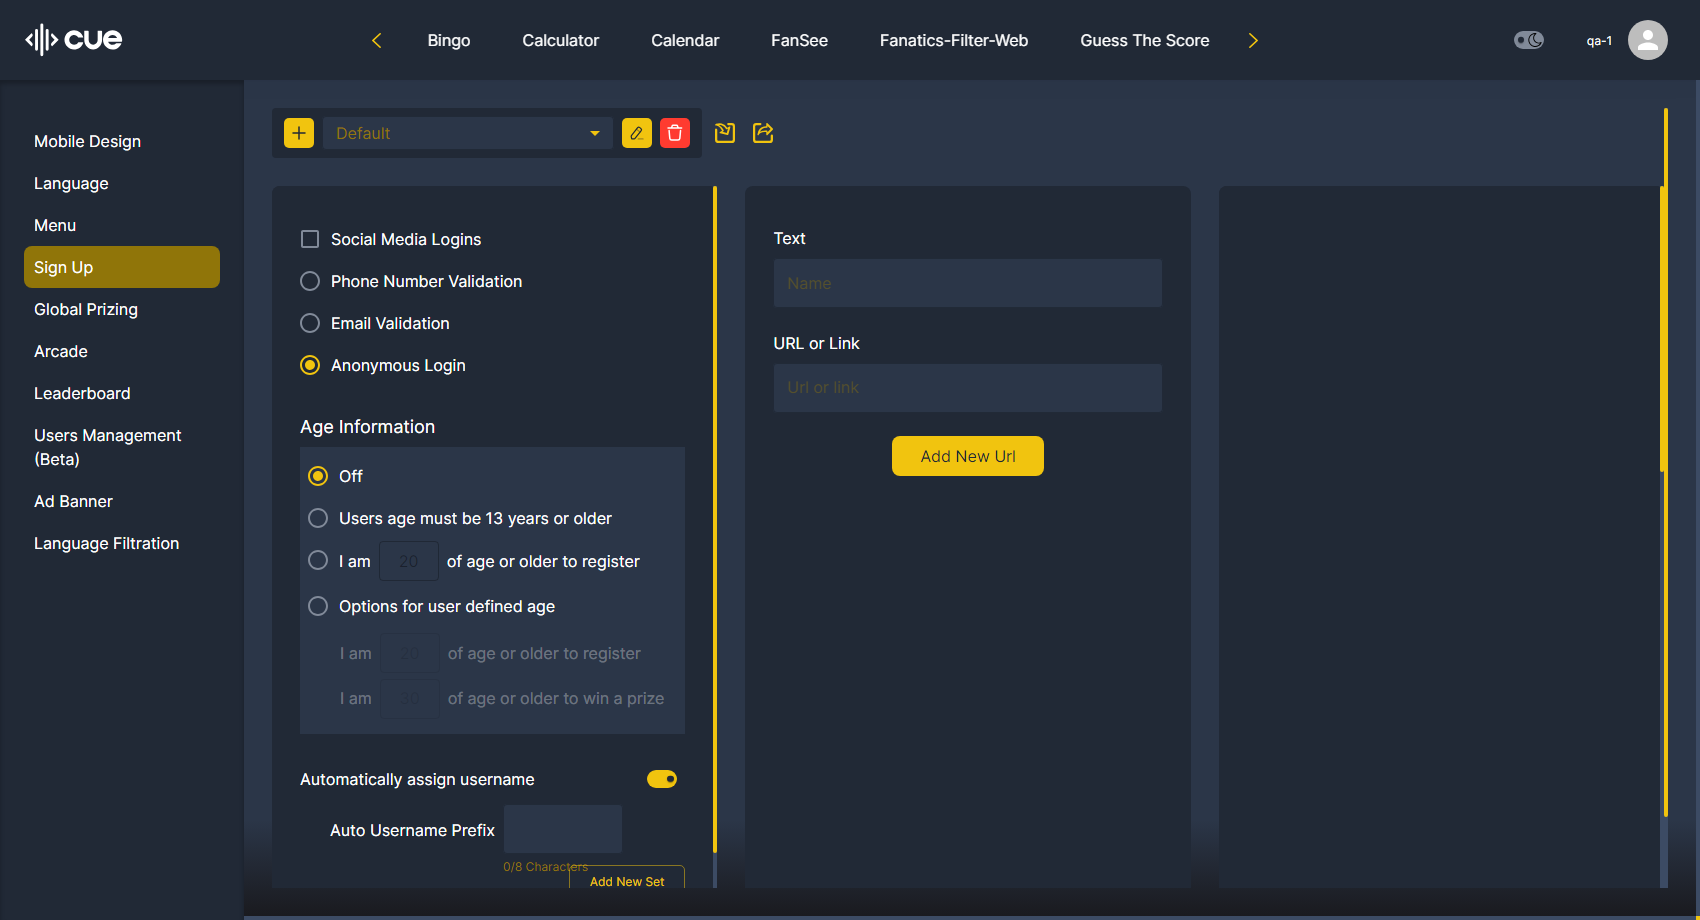 cue
Bingo
Calculator
Calendar
FanSee
Fanatics-Filter-Web
Guess The Score
qa-1
Mobile Design
Language
Menu
Sign Up
Global Prizing
Arcade
Leaderboard
Users Management
(Beta)
Ad Banner
Language Filtration
Default
Social Media Logins
Phone Number Validation
Email Validation
Anonymous Login
Age Information
Off
Users age must be 13 years or older
I am 20 of age or older to register
Options for user defined age
I am 20 of age or older to register
I am 30 of age or older to win a prize
Automatically assign username
Auto Username Prefix
0/8 Characters
Add New Set
Text
Name
URL or Link
Url or link
Add New Url